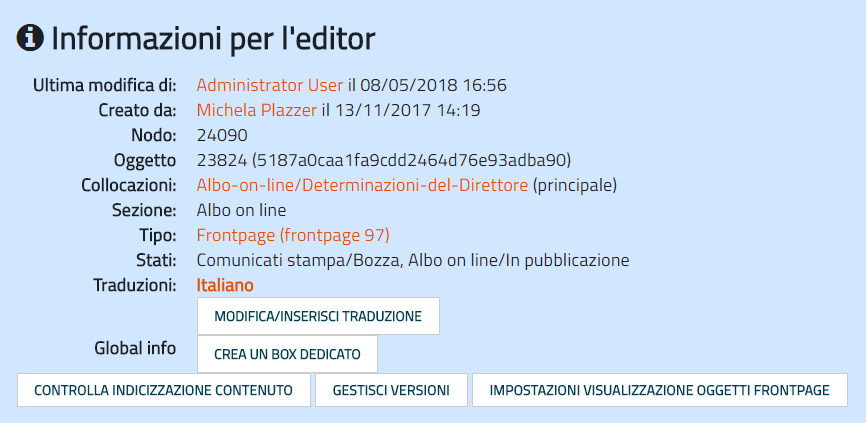 Informazioni per l'editor
Ultima modifica di: Administrator User il 08/05/2018 16:56
Creato da: Michela Plazzer il 13/11/2017 14:19
Nodo: 24090
Oggetto 23824 (5187a0caa1fa9cdd2464d76e93adba90)
Collocazioni: Albo-on-line/Determinazioni-del-Direttore (principale)
Sezione: Albo on line
Tipo: Frontpage (frontpage 97)
Stati: Comunicati stampa/Bozza, Albo on line/In pubblicazione
Traduzioni: Italiano
MODIFICA/INSERISCI TRADUZIONE
Global info CREA UN BOX DEDICATO
CONTROLLA INDICIZZAZIONE CONTENUTO GESTISCI VERSIONI IMPOSTAZIONI VISUALIZZAZIONE OGGETTI FRONTPAGE